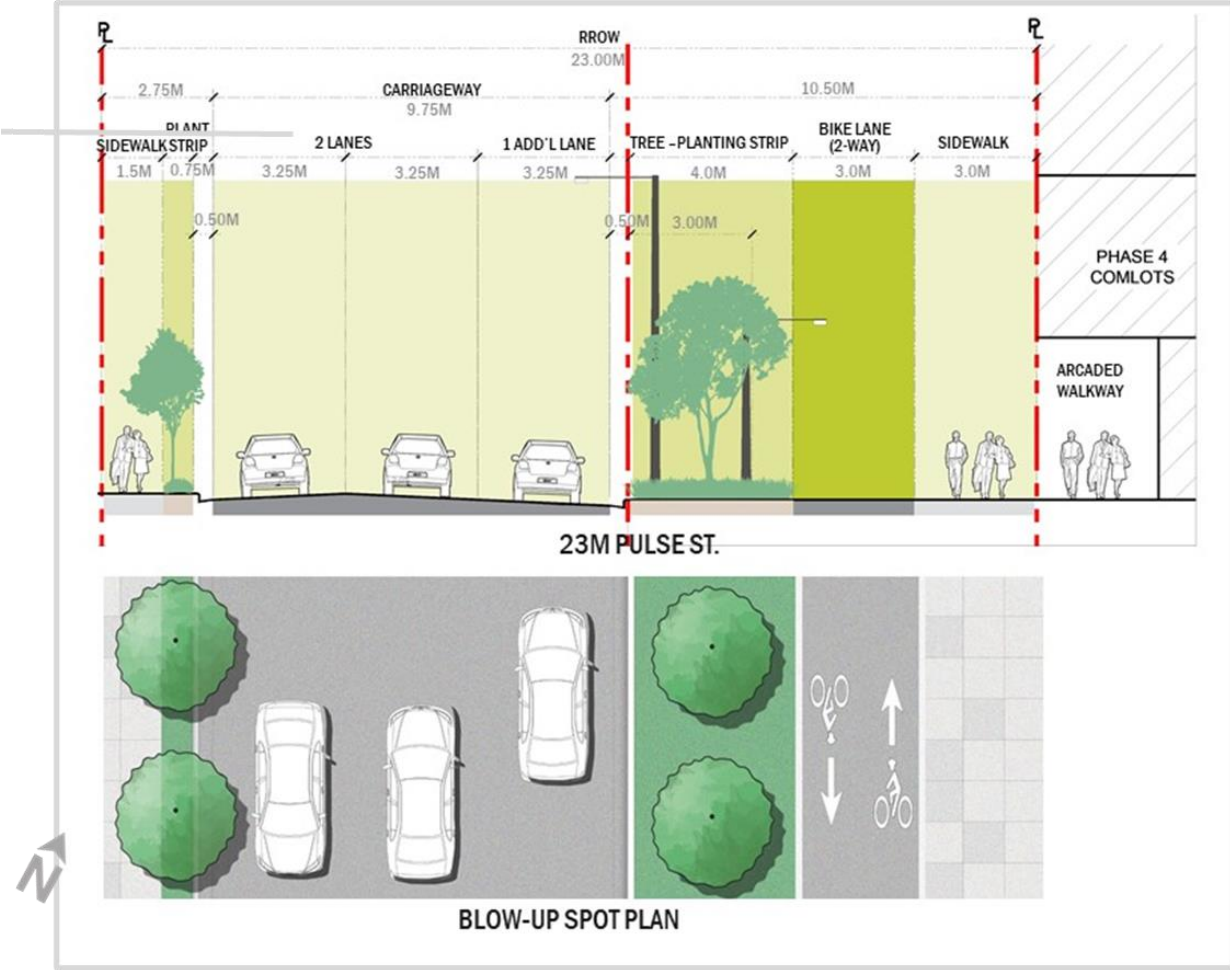 PL
PL
RROW
23.00M
2.75M
CARRIAGEWAY
9.75M
10.50M
SIDEWALK
PLANT
STRIP
2 LANES
1 ADD'L LANE
TREE -PLANTING STRIP
BIKE LANE
(2-WAY)
SIDEWALK
1.5M
0.75M
3.25M
3.25M
3.25M
4.0M
3.0M
3.0M
0.50M
0.50M
3.00M
PHASE 4
COMLOTS
ARCADED
WALKWAY
23M PULSE ST.
N
BLOW-UP SPOT PLAN